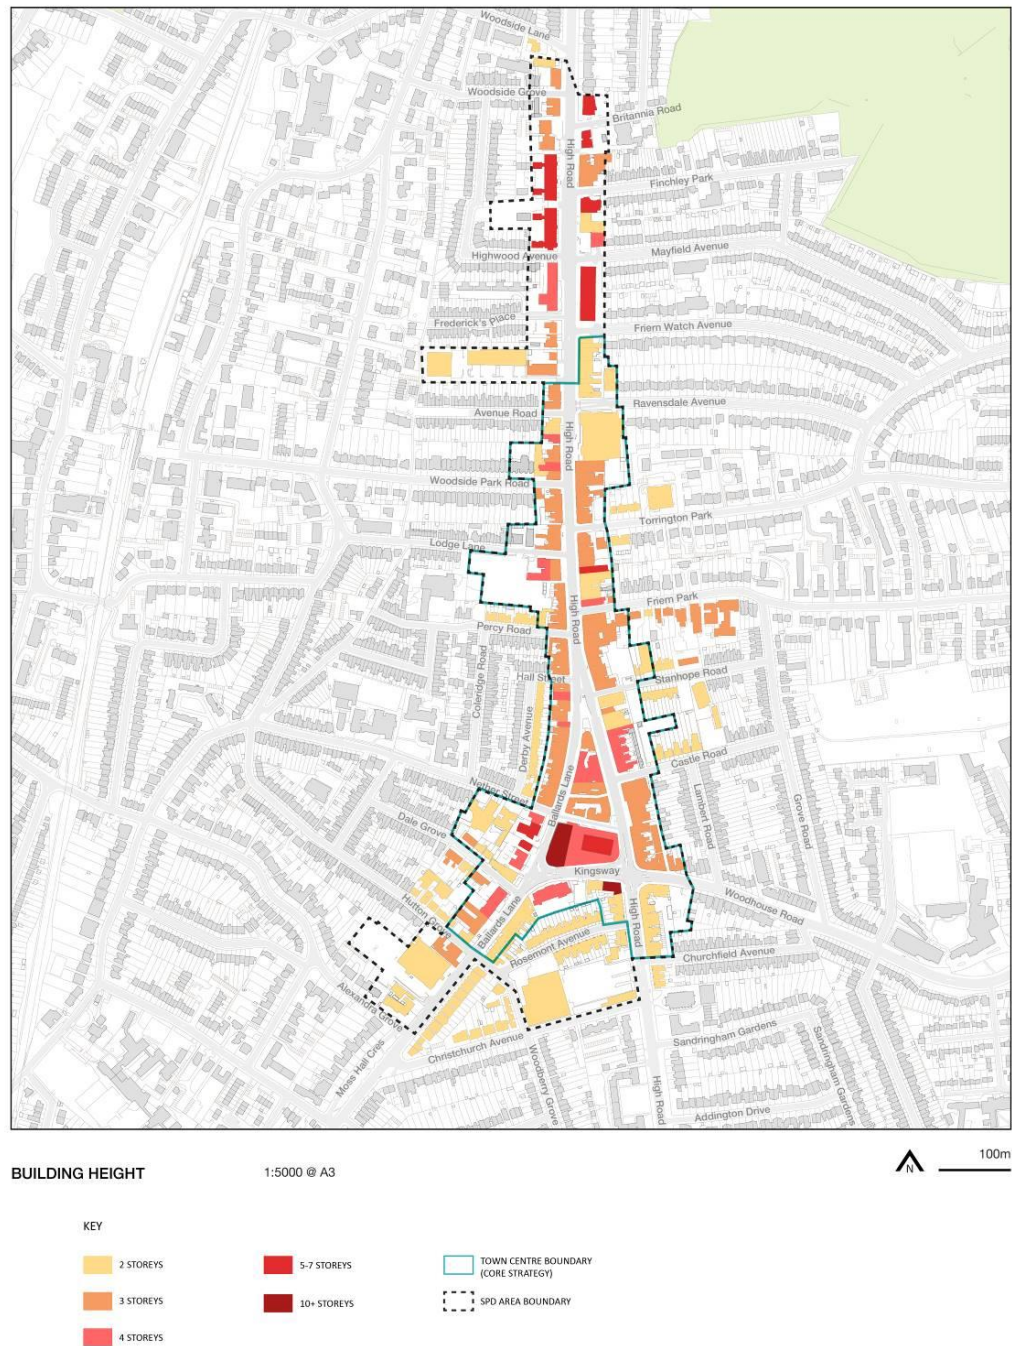 Woodside Lane
Woodside Grove
Britannia Road
High Road
Finchley Park
Highwood Avenue
Mayfield Avenue
Frederick's Place
Friern Watch Avenue
Avenue Road
Ravensdale Avenue
High Road
Woodside Park Road
Torrington Park
Lodge Lane
High Road
Friern Park
Percy Road
Coleridge Road
Hall Street
Stanhope Road
Derby Avenue
Castle Road
Nether Street
Ballards Lane
Lambert Road
Grove Road
Dale Grove
Kingsway
Woodhouse Road
Hutton Grove
Ballards Lane
High Road
Rosemont Avenue
Churchfield Avenue
Alexandra Grove
Christchurch Avenue
Moss Hall Cres
Woodberry Grove
Sandringham Gardens
Sandringham Gardens
High Road
Addington Drive
BUILDING HEIGHT
1:5000 @ A3
N
100m
KEY
2 STOREYS
3 STOREYS
4 STOREYS
5-7 STOREYS
10+ STOREYS
TOWN CENTRE BOUNDARY
(CORE STRATEGY)
SPD AREA BOUNDARY